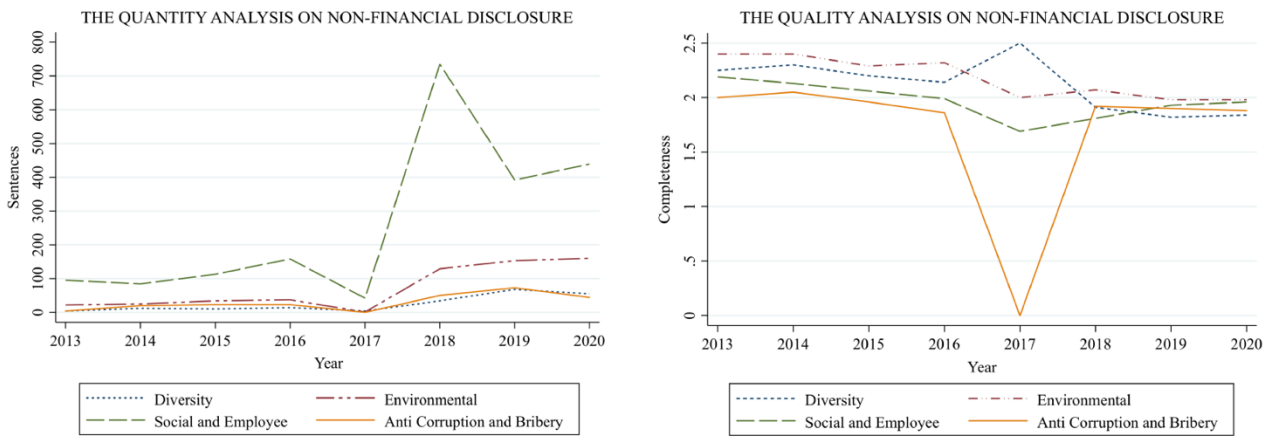 THE QUANTITY ANALYSIS ON NON-FINANCIAL DISCLOSURE
800
700
600
500
400
300
200
100
0
Sentences
2013 2014 2015 2016 2017 2018 2019 2020
Year
Diversity Environmental
Social and Employee Anti Corruption and Bribery
THE QUALITY ANALYSIS ON NON-FINANCIAL DISCLOSURE
2.5
2
1.5
1
.5
0
Completeness
2013 2014 2015 2016 2017 2018 2019 2020
Year
Diversity Environmental
Social and Employee Anti Corruption and Bribery